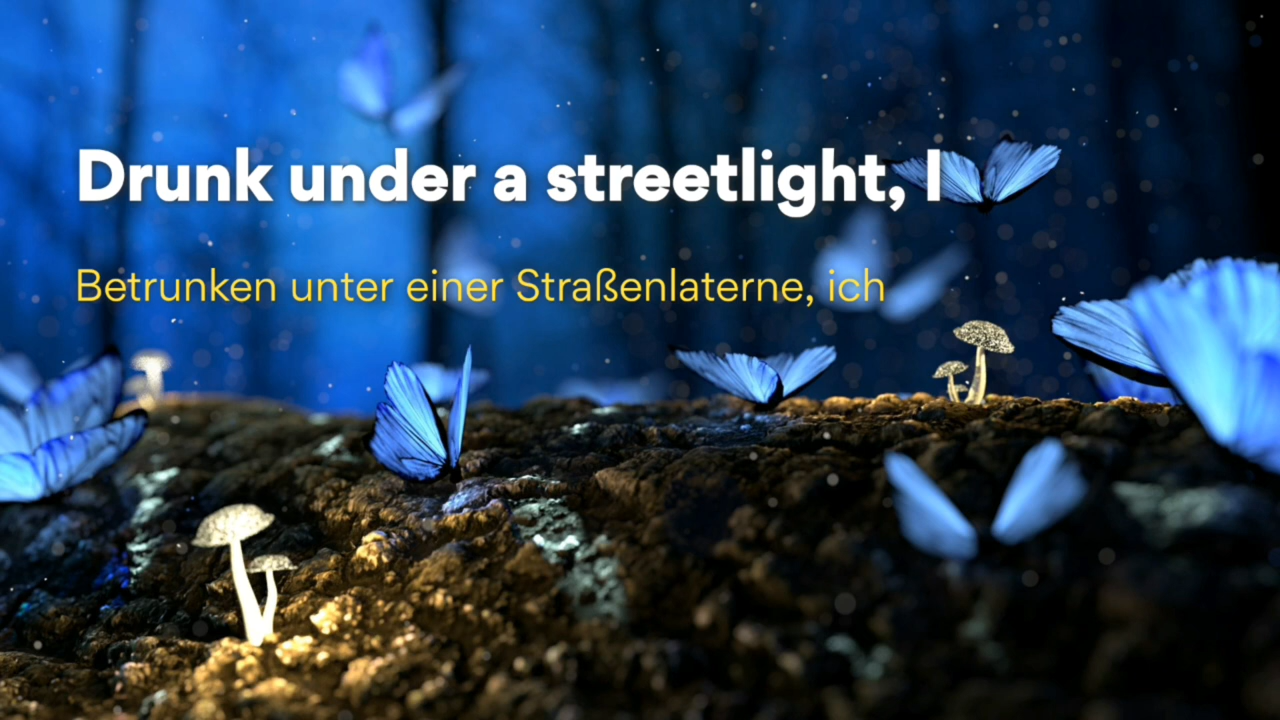 Drunk under a streetlight, I
Betrunken unter einer Straßenlaterne, ich